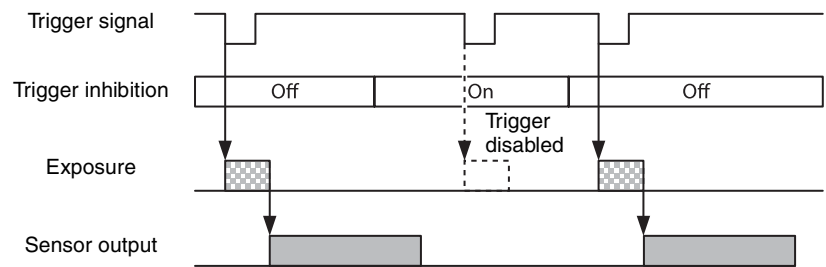 Trigger signal
Trigger inhibition
Off
On
Off
Trigger
disabled
Exposure
Sensor output